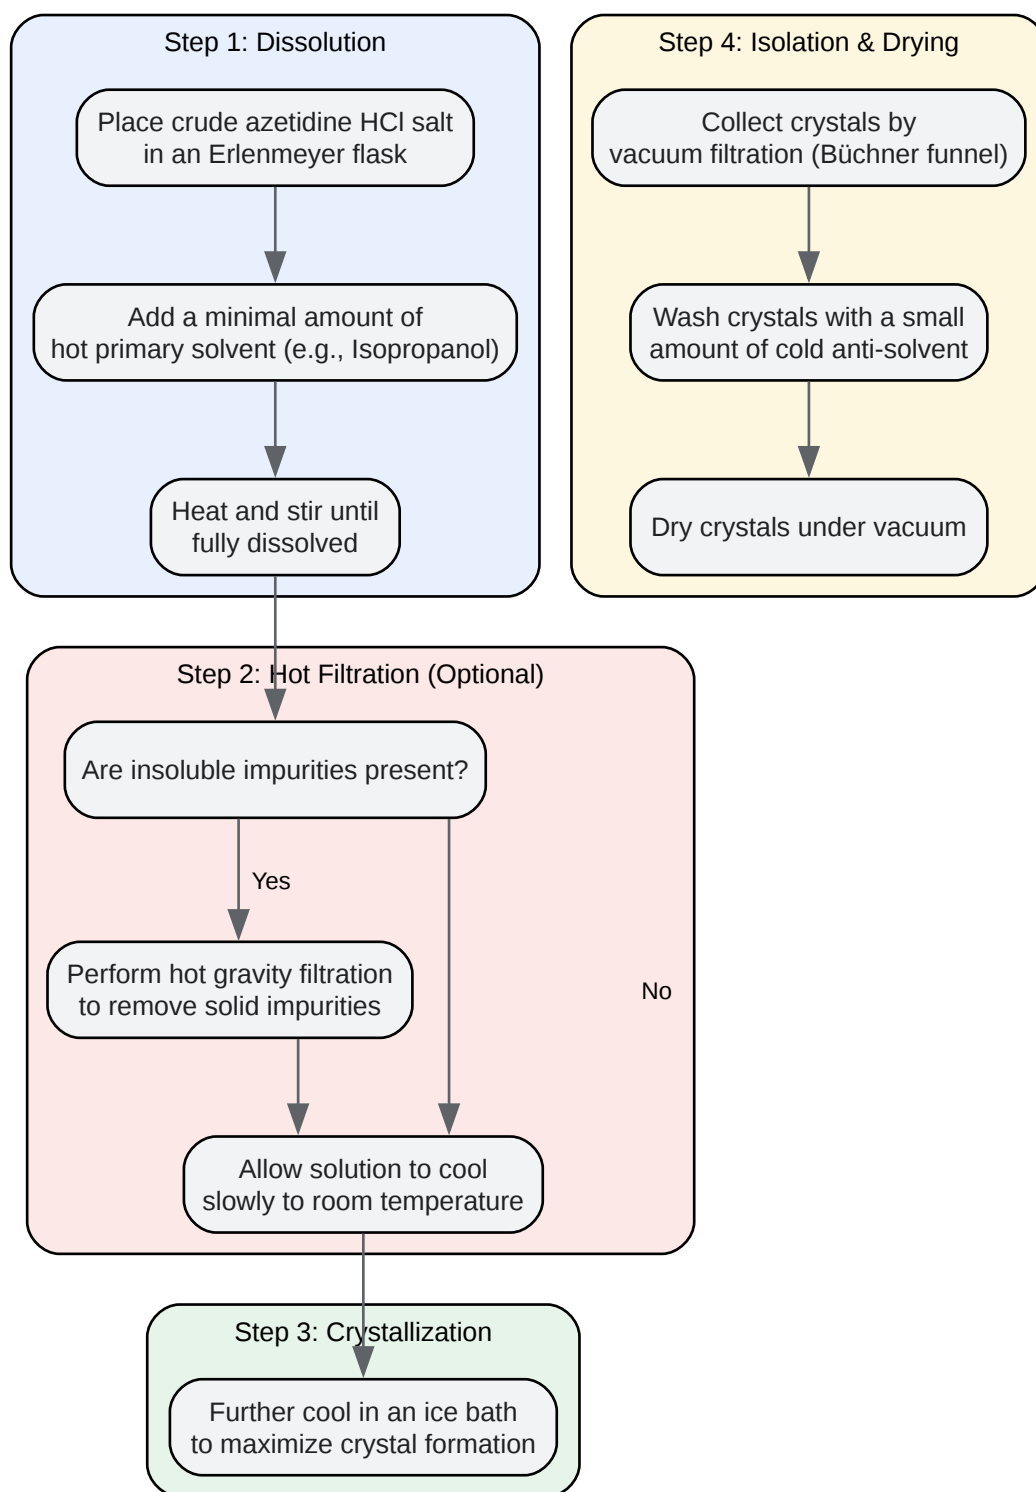 Step 1: Dissolution
Place crude azetidine HCl salt
in an Erlenmeyer flask
Add a minimal amount of
hot primary solvent (e.g., Isopropanol)
Heat and stir until
fully dissolved
Step 2: Hot Filtration (Optional)
Are insoluble impurities present?
Yes
No
Perform hot gravity filtration
to remove solid impurities
Allow solution to cool
slowly to room temperature
Step 3: Crystallization
Further cool in an ice bath
to maximize crystal formation
Step 4: Isolation & Drying
Collect crystals by
vacuum filtration (Büchner funnel)
Wash crystals with a small
amount of cold anti-solvent
Dry crystals under vacuum